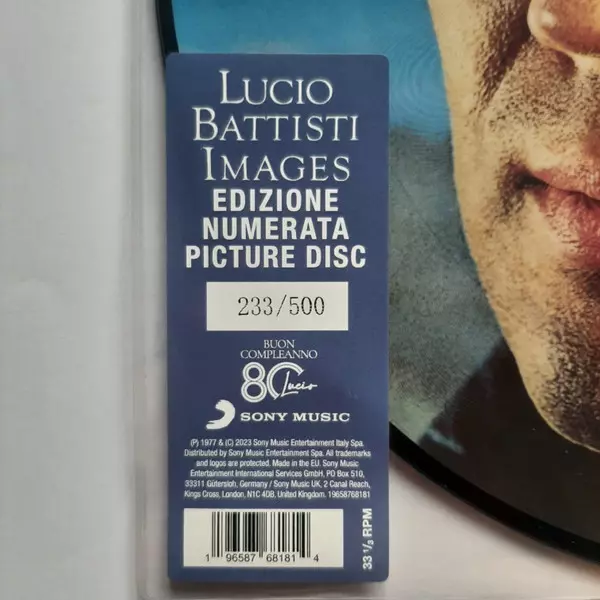 LUCIO
BATTISTI
IMAGES
EDIZIONE
NUMERATA
PICTURE DISC
233/500
BUON
COMPLEANNO
80 Lucio
SONY MUSIC
(P) 1977 & (C) 2023 Sony Music Entertainment Italy Spa
Distributed by Sony Music Entertainment Spa. All trademarks
and logos are protected. Made in the EU. Sony Music
Entertainment International Services GmbH, PO Box 510,
33311 Gütersloh, Germany / Sony Music UK, 2 Canal Reach,
Kings Cross, London, N1C 4DB, United Kingdom. 19658768181
1 96587 68181 4
33 1/3 RPM